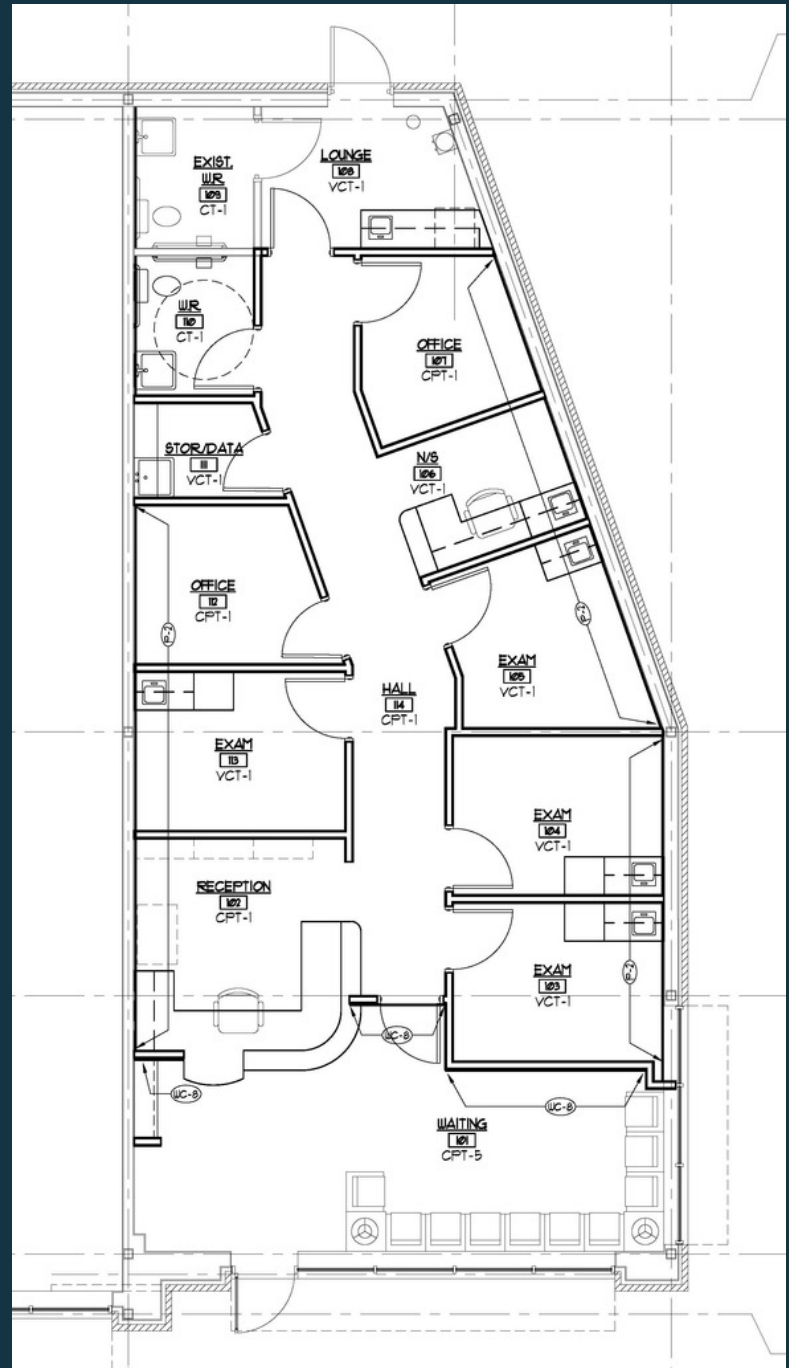 EXIST.
W.R.
109
CT-1
LOUNGE
108
VCT-1
W.R.
110
CT-1
OFFICE
107
CPT-1
STOR/DATA
111
VCT-1
N/S
106
VCT-1
OFFICE
112
CPT-1
P-2
P-2
EXAM
105
VCT-1
HALL
114
CPT-1
EXAM
113
VCT-1
EXAM
104
VCT-1
RECEPTION
102
CPT-1
EXAM
103
VCT-1
P-2
WC-8
WC-8
WC-8
WAITING
101
CPT-5